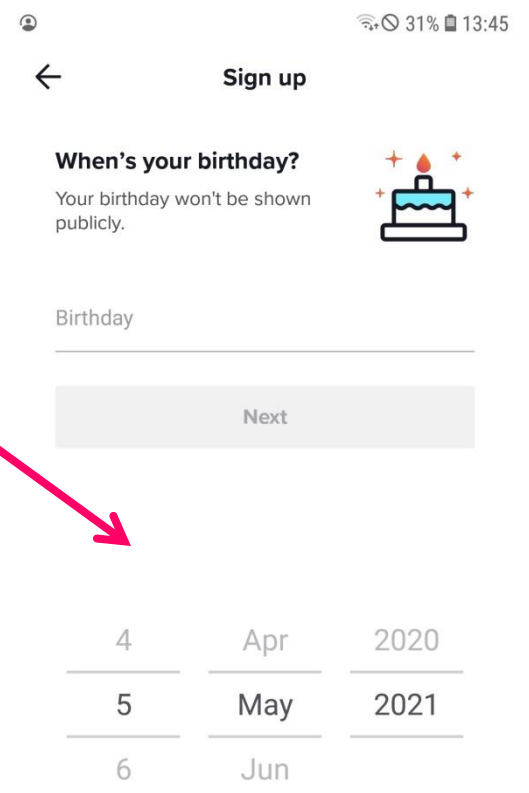 31% 13:45
Sign up
When's your birthday?
Your birthday won't be shown
publicly.
Birthday
Next
4 Apr 2020
5 May 2021
6 Jun